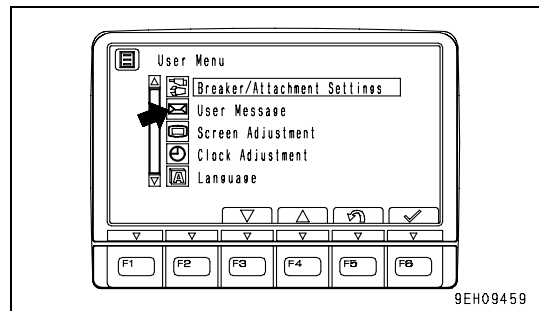 User Menu
Breaker/Attachment Settings
User Message
Screen Adjustment
Clock Adjustment
A Language
F1 F2 F3 F4 F5 F6
9EH09459